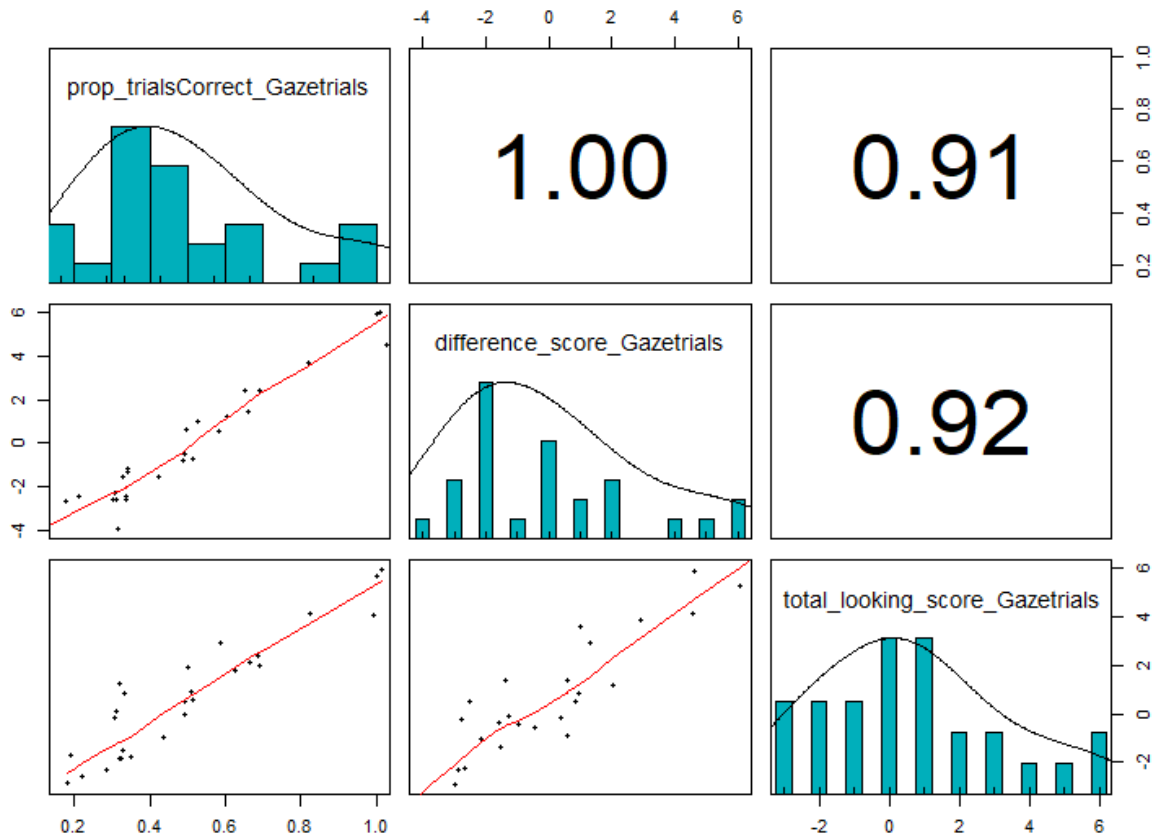 -4 -2 0 2 4 6
prop_trialsCorrect_Gazetrials
1.00
0.91
0.2 0.4 0.6 0.8 1.0
-4 -2 0 2 4 6
difference_score_Gazetrials
0.92
total_looking_score_Gazetrials
-2 0 2 4 6
0.2 0.4 0.6 0.8 1.0
-2 0 2 4 6